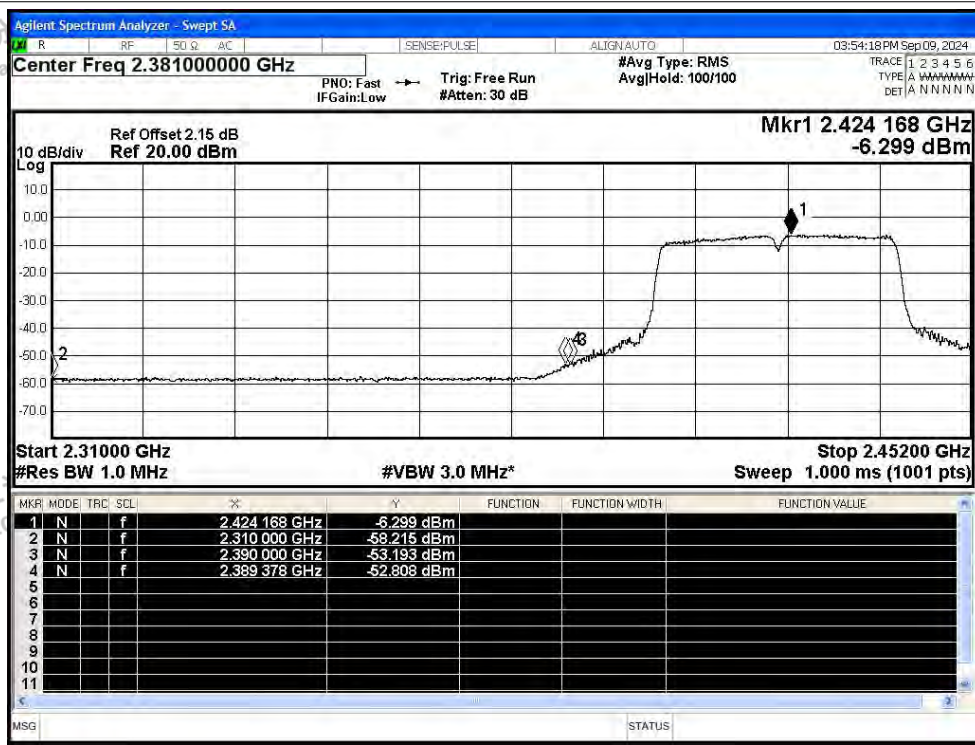 Agilent Spectrum Analyzer - Swept SA
R RF 50 Ω AC SENSE:PULSE ALIGN AUTO 03:54:18 PM Sep 09, 2024
Center Freq 2.381000000 GHz #Avg Type: RMS TRACE 1 2 3 4 5 6
PNO: Fast Trig: Free Run Avg|Hold: 100/100 TYPE A WWWWW
IFGain:Low #Atten: 30 dB DET A N N N N N
Mkr1 2.424 168 GHz
Ref Offset 2.15 dB
10 dB/div Ref 20.00 dBm -6.299 dBm
Log
10.0
0.00
-10.0
-20.0
-30.0
-40.0
-50.0
-60.0
-70.0
1
2
4 3
Start 2.31000 GHz Stop 2.45200 GHz
#Res BW 1.0 MHz #VBW 3.0 MHz* Sweep 1.000 ms (1001 pts)
MKR MODE TRC SCL X Y FUNCTION FUNCTION WIDTH FUNCTION VALUE
1 N f 2.424 168 GHz -6.299 dBm
2 N f 2.310 000 GHz -58.215 dBm
3 N f 2.390 000 GHz -53.193 dBm
4 N f 2.389 378 GHz -52.808 dBm
5
6
7
8
9
10
11
MSG STATUS